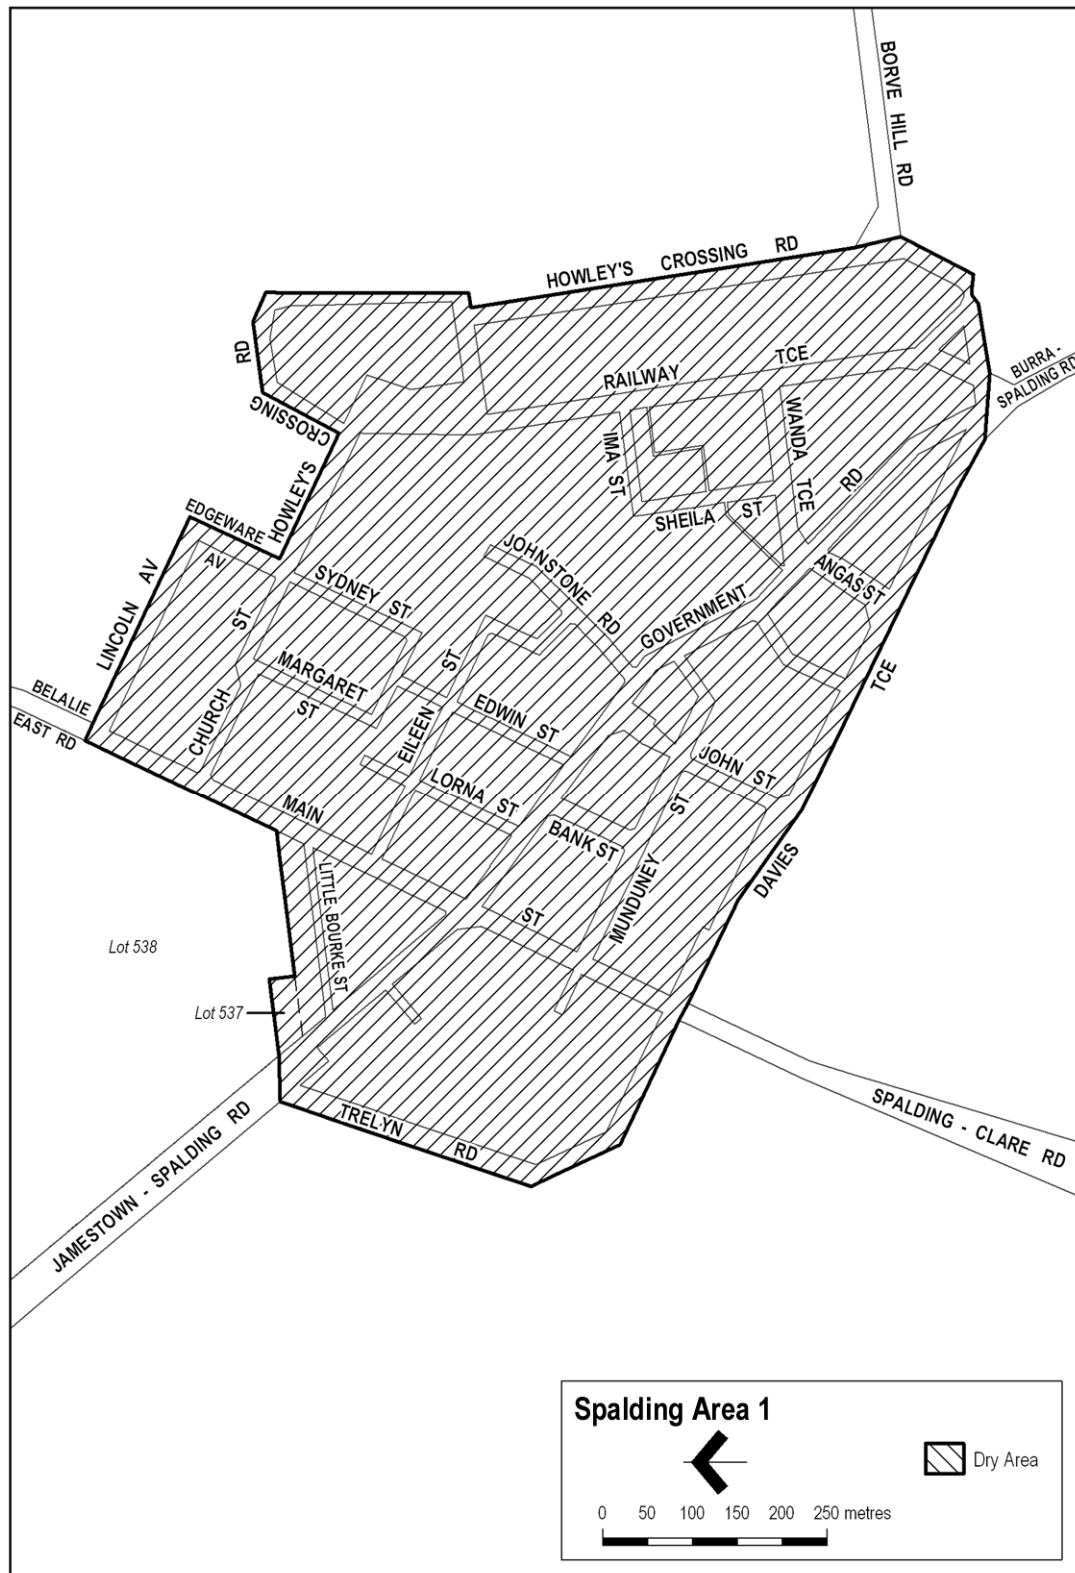 BORVE HILL RD
HOWLEY'S CROSSING RD
RD
CROSSING
HOWLEY'S
RAILWAY TCE
BURRA -
SPALDING RD
WANDA TCE
IMA ST
SHEILA ST
RD
EDGEWARE
AV
LINCOLN AV
SYDNEY ST
JOHNSTONE RD
GOVERNMENT
ANGAS ST
TCE
ST
MARGARET
ST
CHURCH
ST
EILEEN
EDWIN ST
BELALIE
EAST RD
JOHN ST
LORNA ST
MAIN
BANK ST
ST
MUNDUNEY
DAVIES
LITTLE BOURKE ST
ST
Lot 538
Lot 537
TRELYN RD
JAMESTOWN - SPALDING RD
SPALDING - CLARE RD
Spalding Area 1
Dry Area
0 50 100 150 200 250 metres